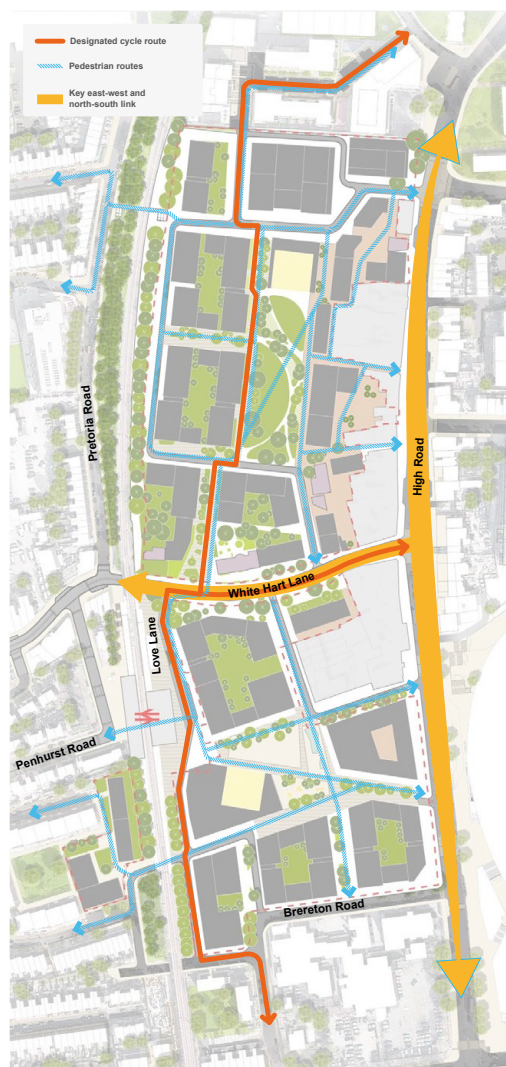 Designated cycle route
Pedestrian routes
Key east-west and
north-south link
Pretoria Road
High Road
White Hart Lane
Love Lane
Penhurst Road
Brereton Road